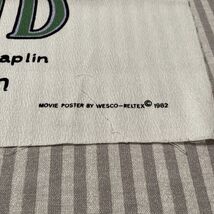 D
aplin
n
MOVIE POSTER BY WESCO-RELTEX © 1982